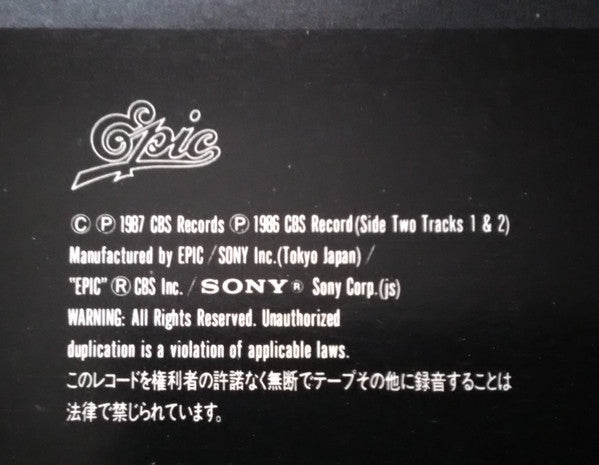 Epic
Ⓒ Ⓟ 1987 CBS Records Ⓟ 1986 CBS Record(Side Two Tracks 1 & 2)
Manufactured by EPIC / SONY Inc.(Tokyo Japan) /
"EPIC" Ⓡ CBS Inc. / SONY ® Sony Corp.(js)
WARNING: All Rights Reserved. Unauthorized
duplication is a violation of applicable laws.
このレコードを権利者の許諾なく無断でテープその他に録音することは
法律で禁じられています。